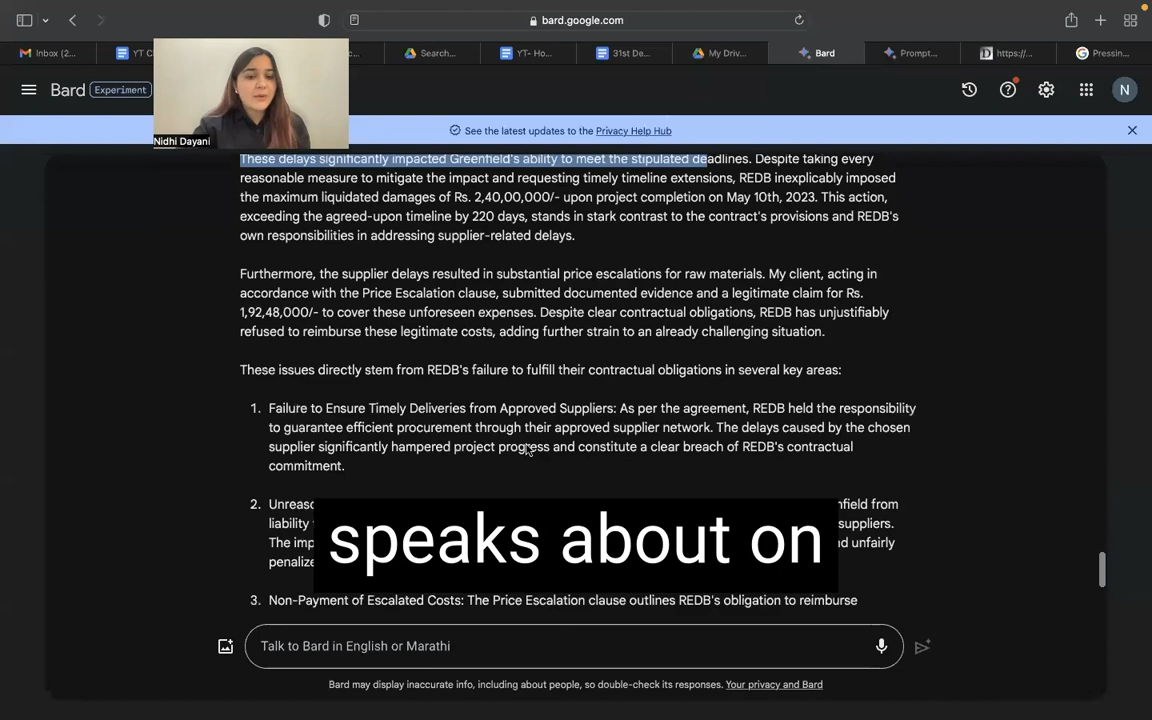 bard.google.com
Inbox (2...
YT C
c...
Search...
YT- Ho...
31st De...
My Driv...
Bard
Prompt...
https://...
Pressin...
Bard Experiment
N
Nidhi Dayani
See the latest updates to the Privacy Help Hub
These delays significantly impacted Greenfield's ability to meet the stipulated deadlines. Despite taking every
reasonable measure to mitigate the impact and requesting timely timeline extensions, REDB inexplicably imposed
the maximum liquidated damages of Rs. 2,40,00,000/- upon project completion on May 10th, 2023. This action,
exceeding the agreed-upon timeline by 220 days, stands in stark contrast to the contract's provisions and REDB's
own responsibilities in addressing supplier-related delays.
Furthermore, the supplier delays resulted in substantial price escalations for raw materials. My client, acting in
accordance with the Price Escalation clause, submitted documented evidence and a legitimate claim for Rs.
1,92,48,000/- to cover these unforeseen expenses. Despite clear contractual obligations, REDB has unjustifiably
refused to reimburse these legitimate costs, adding further strain to an already challenging situation.
These issues directly stem from REDB's failure to fulfill their contractual obligations in several key areas:
1. Failure to Ensure Timely Deliveries from Approved Suppliers: As per the agreement, REDB held the responsibility
to guarantee efficient procurement through their approved supplier network. The delays caused by the chosen
supplier significantly hampered project progress and constitute a clear breach of REDB's contractual
commitment.
2. Unreaso nfield from
liability suppliers.
The imp nd unfairly
penalize
speaks about on
3. Non-Payment of Escalated Costs: The Price Escalation clause outlines REDB's obligation to reimburse
Talk to Bard in English or Marathi
Bard may display inaccurate info, including about people, so double-check its responses. Your privacy and Bard